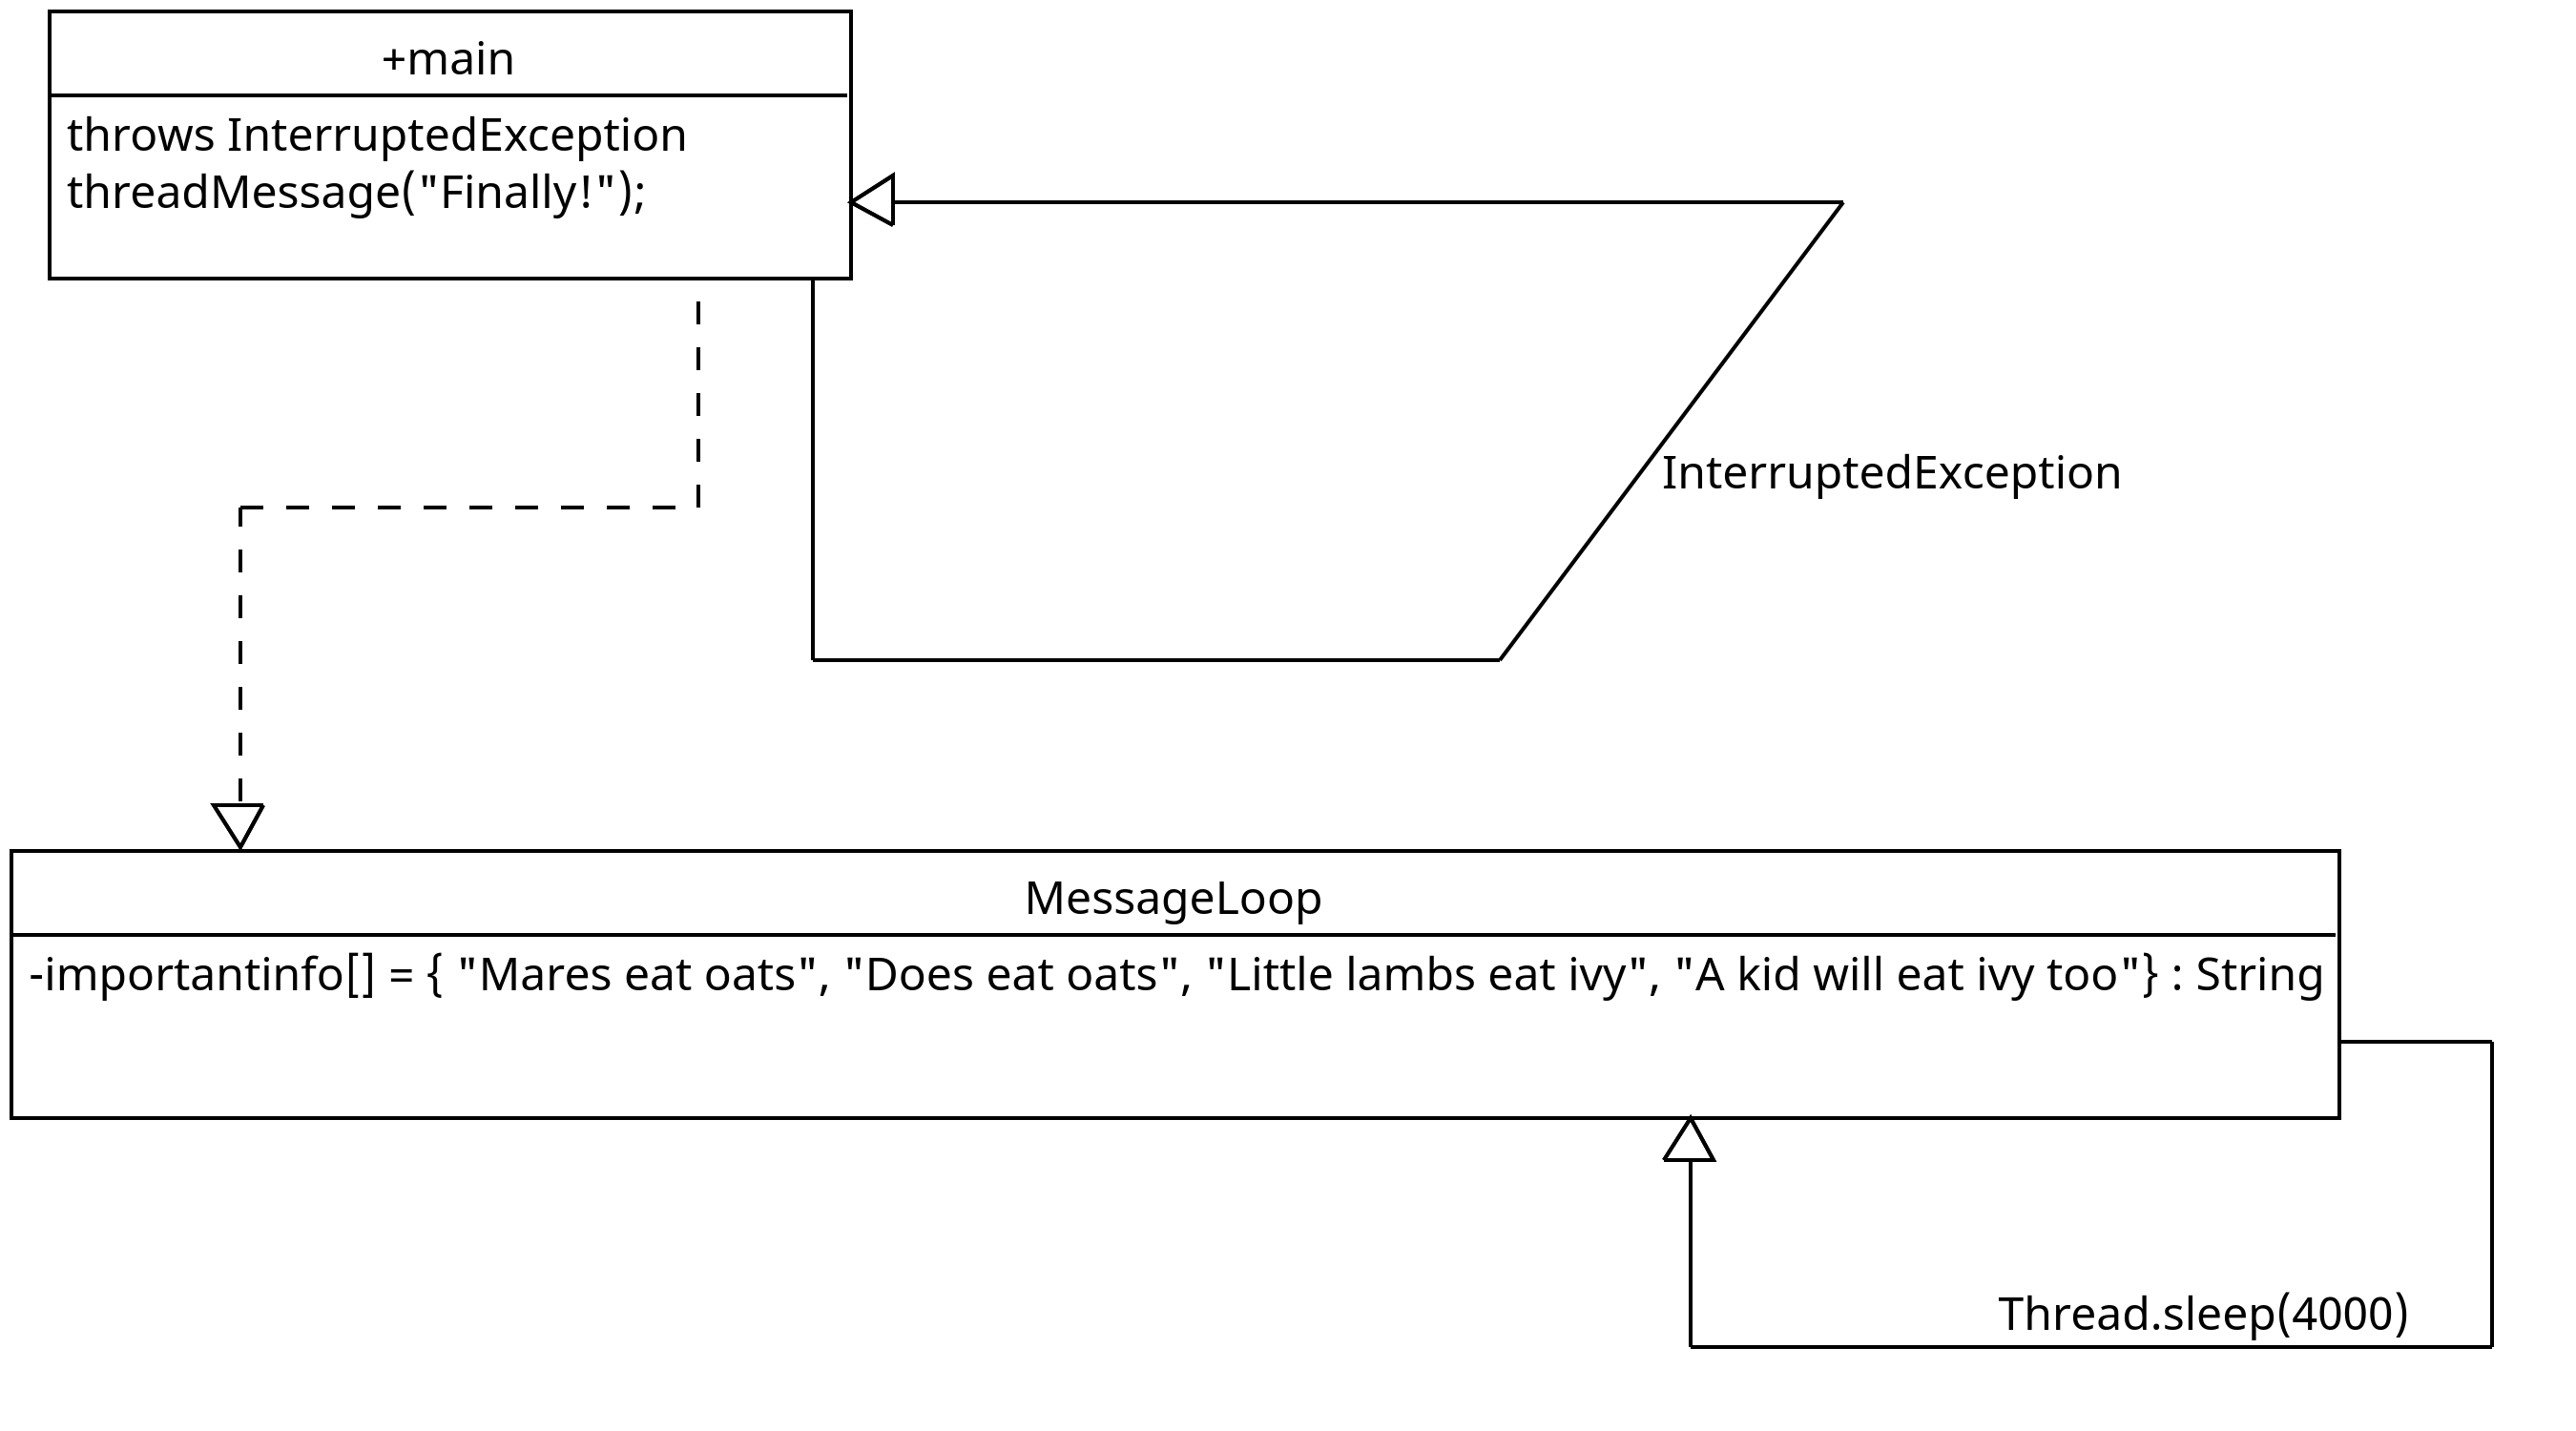 +main
throws InterruptedException
threadMessage("Finally!");
InterruptedException
MessageLoop
-importantinfo[] = { "Mares eat oats", "Does eat oats", "Little lambs eat ivy", "A kid will eat ivy too"} : String
Thread.sleep(4000)